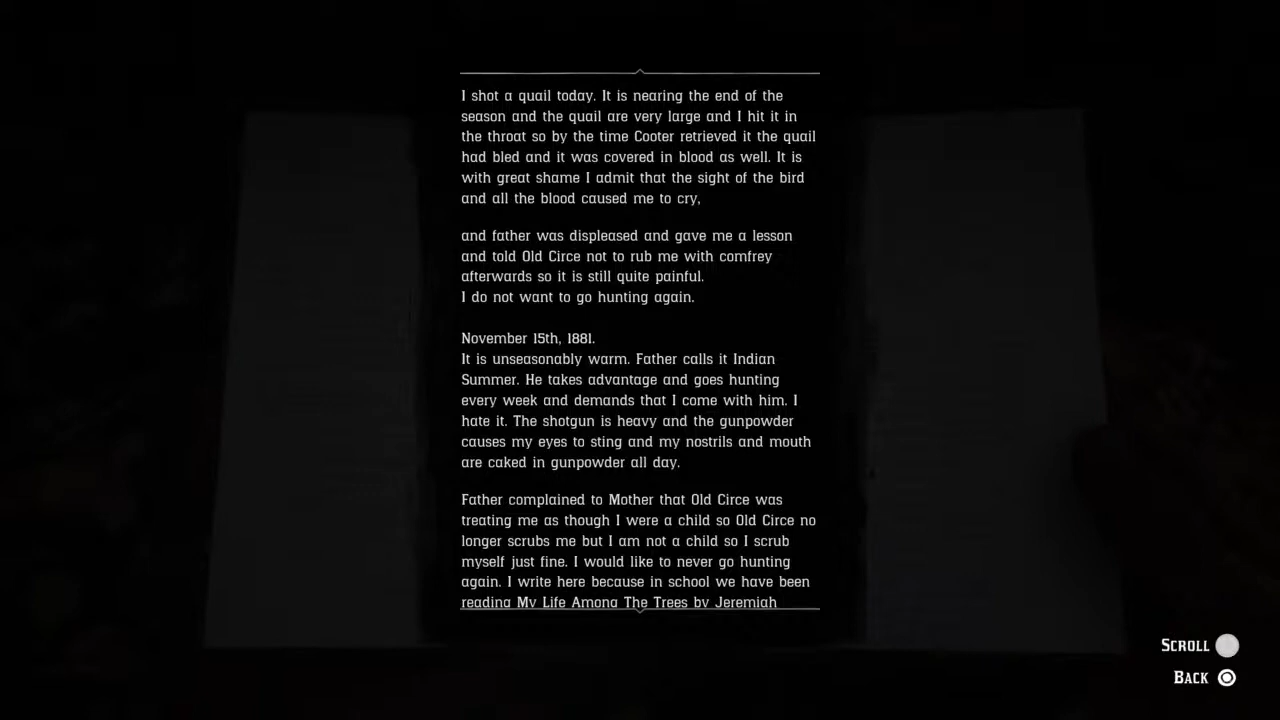 I shot a quail today. It is nearing the end of the
season and the quail are very large and I hit it in
the throat so by the time Cooter retrieved it the quail
had bled and it was covered in blood as well. It is
with great shame I admit that the sight of the bird
and all the blood caused me to cry,
and father was displeased and gave me a lesson
and told Old Circe not to rub me with comfrey
afterwards so it is still quite painful.
I do not want to go hunting again.
November 15th, 1881.
It is unseasonably warm. Father calls it Indian
Summer. He takes advantage and goes hunting
every week and demands that I come with him. I
hate it. The shotgun is heavy and the gunpowder
causes my eyes to sting and my nostrils and mouth
are caked in gunpowder all day.
Father complained to Mother that Old Circe was
treating me as though I were a child so Old Circe no
longer scrubs me but I am not a child so I scrub
myself just fine. I would like to never go hunting
again. I write here because in school we have been
reading My Life Among The Trees by Jeremiah
SCROLL
BACK